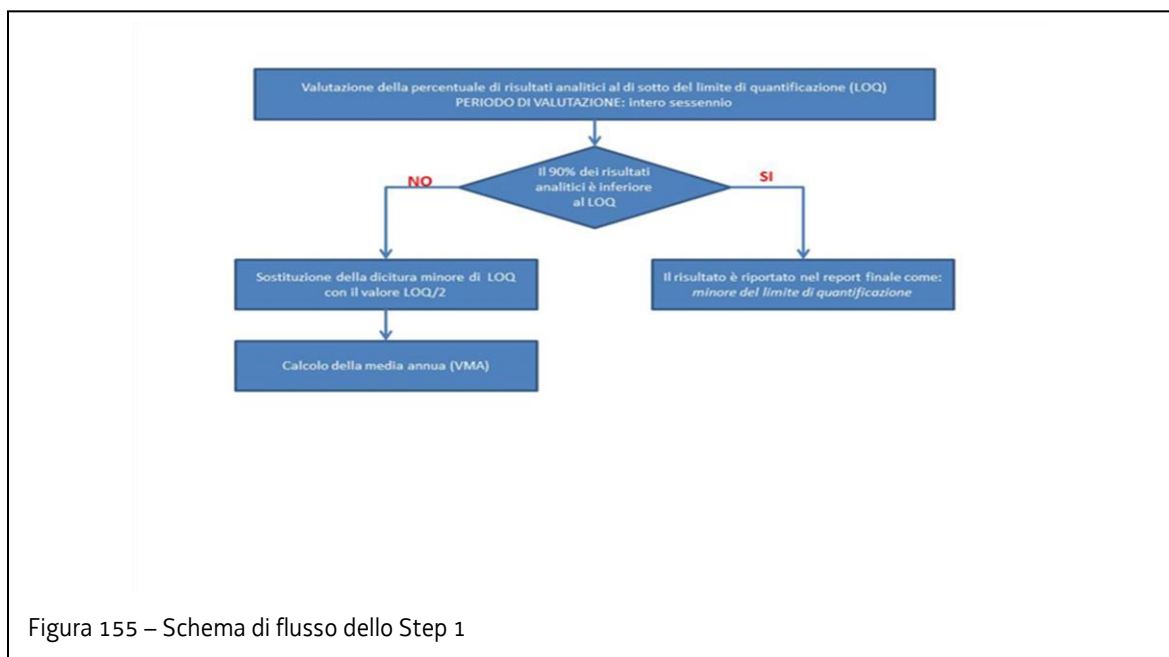 Valutazione della percentuale di risultati analitici al di sotto del limite di quantificazione (LOQ)
PERIODO DI VALUTAZIONE: intero sessennio
Il 90% dei risultati
analitici è inferiore
al LOQ
NO
SI
Sostituzione della dicitura minore di LOQ
con il valore LOQ/2
Il risultato è riportato nel report finale come:
minore del limite di quantificazione
Calcolo della media annua (VMA)
Figura 155 – Schema di flusso dello Step 1